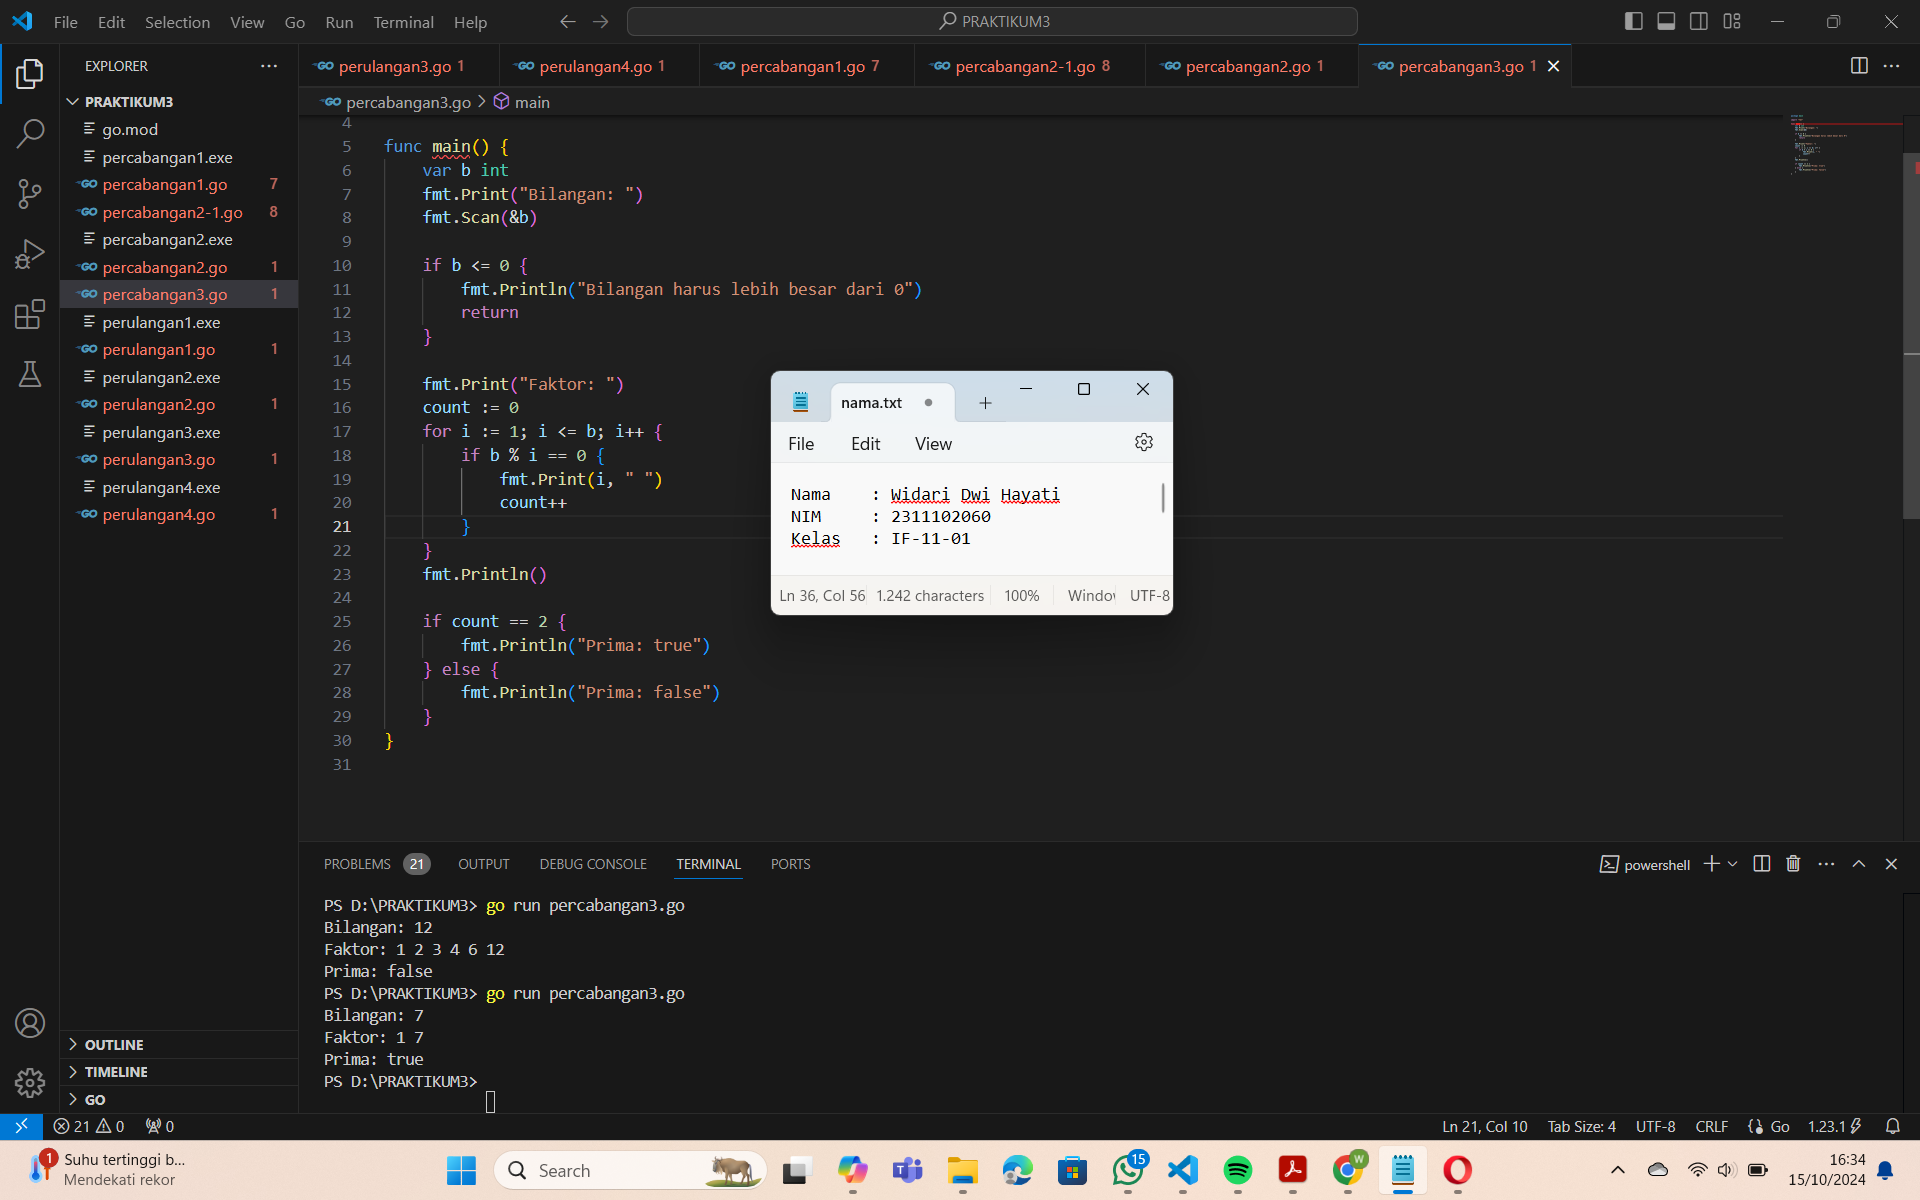 File Edit Selection View Go Run Terminal Help
PRAKTIKUM3
EXPLORER
PRAKTIKUM3
go.mod
percabangan1.exe
percabangan1.go 7
percabangan2-1.go 8
percabangan2.exe
percabangan2.go 1
percabangan3.go 1
perulangan1.exe
perulangan1.go 1
perulangan2.exe
perulangan2.go 1
perulangan3.exe
perulangan3.go 1
perulangan4.exe
perulangan4.go 1
OUTLINE
TIMELINE
GO
perulangan3.go 1 perulangan4.go 1 percabangan1.go 7 percabangan2-1.go 8 percabangan2.go 1 percabangan3.go 1
percabangan3.go > main
4
5 func main() {
6 var b int
7 fmt.Print("Bilangan: ")
8 fmt.Scan(&b)
9
10 if b <= 0 {
11 fmt.Println("Bilangan harus lebih besar dari 0")
12 return
13 }
14
15 fmt.Print("Faktor: ")
16 count := 0
17 for i := 1; i <= b; i++ {
18 if b % i == 0 {
19 fmt.Print(i, " ")
20 count++
21 }
22 }
23 fmt.Println()
24
25 if count == 2 {
26 fmt.Println("Prima: true")
27 } else {
28 fmt.Println("Prima: false")
29 }
30 }
31
nama.txt
File Edit View
Nama : Widari Dwi Hayati
NIM : 2311102060
Kelas : IF-11-01
Ln 36, Col 56 1.242 characters 100% Windo UTF-8
PROBLEMS 21 OUTPUT DEBUG CONSOLE TERMINAL PORTS
powershell
PS D:\PRAKTIKUM3> go run percabangan3.go
Bilangan: 12
Faktor: 1 2 3 4 6 12
Prima: false
PS D:\PRAKTIKUM3> go run percabangan3.go
Bilangan: 7
Faktor: 1 7
Prima: true
PS D:\PRAKTIKUM3>
21 0 0
Ln 21, Col 10 Tab Size: 4 UTF-8 CRLF Go 1.23.1
1
Suhu tertinggi b...
Mendekati rekor
Search
15
W
16:34
15/10/2024